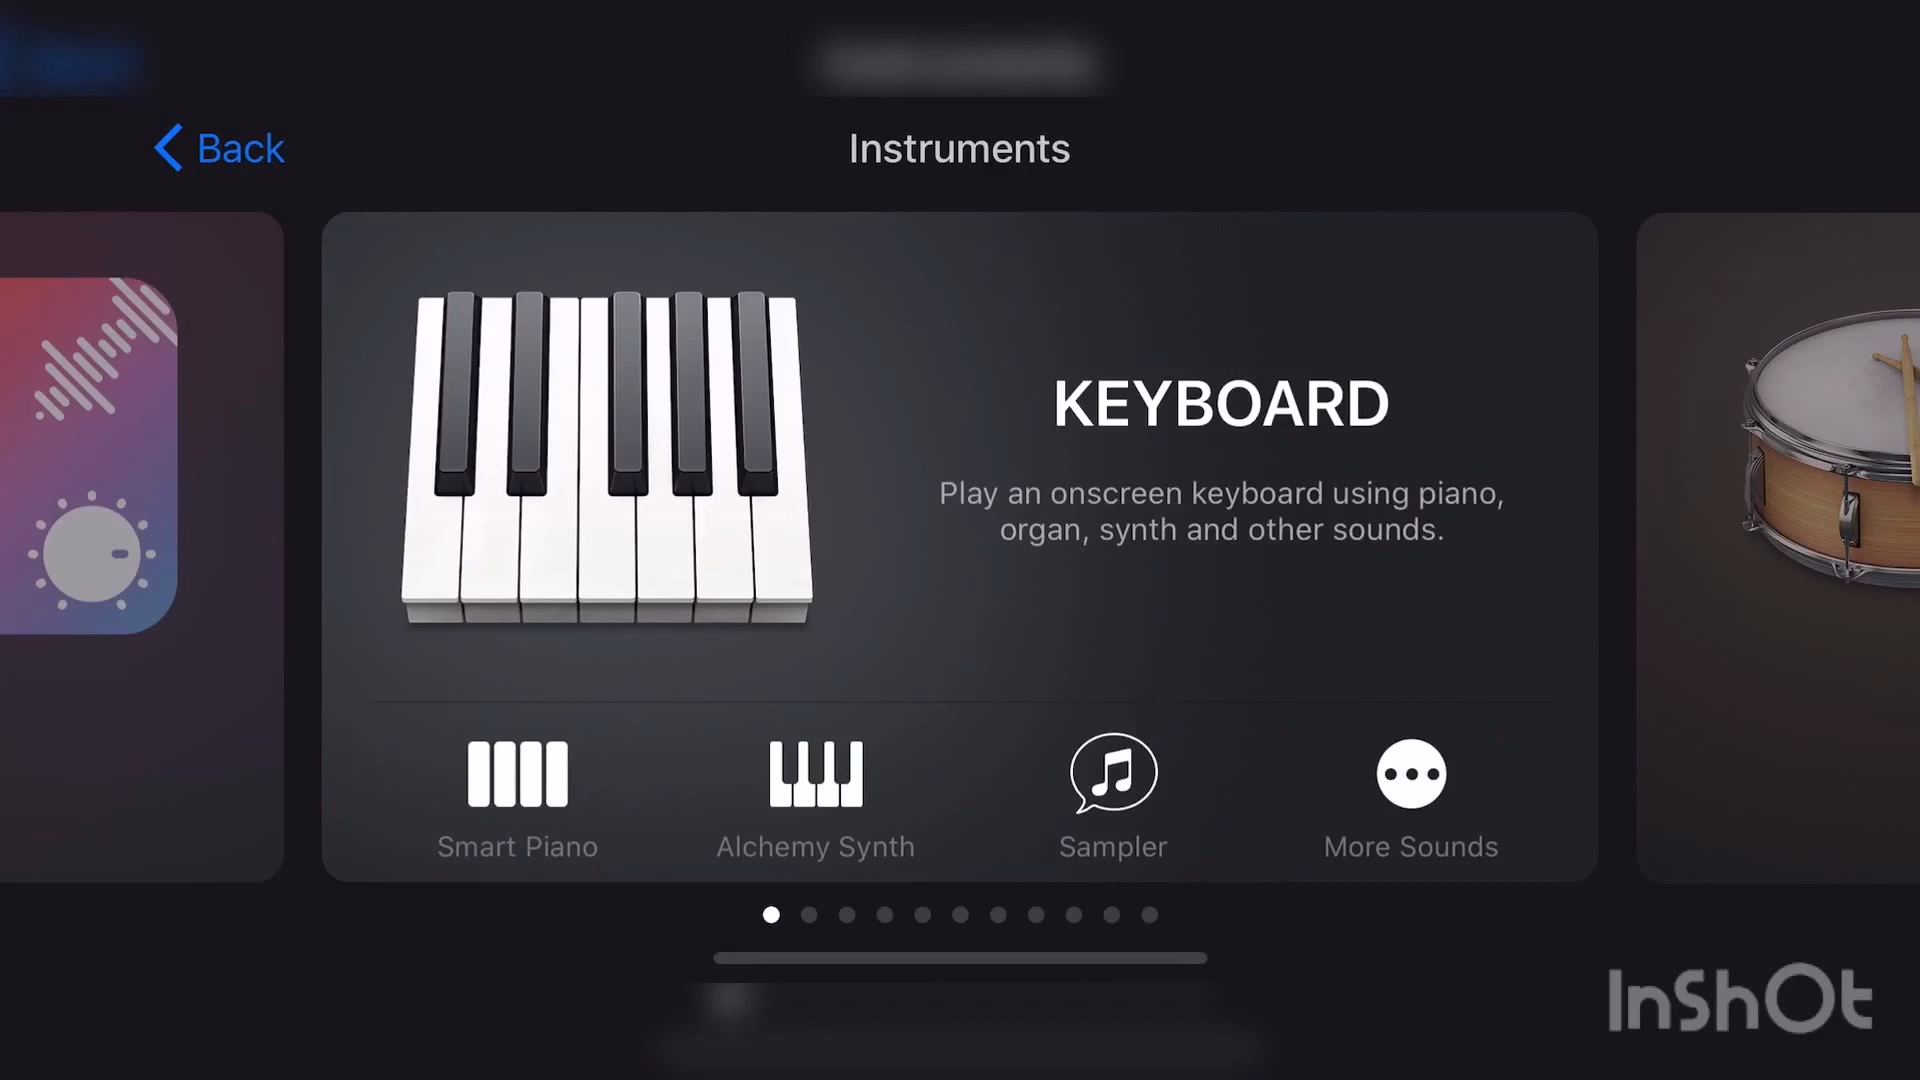 Back
Instruments
KEYBOARD
Play an onscreen keyboard using piano,
organ, synth and other sounds.
Smart Piano
Alchemy Synth
Sampler
More Sounds
InShOt